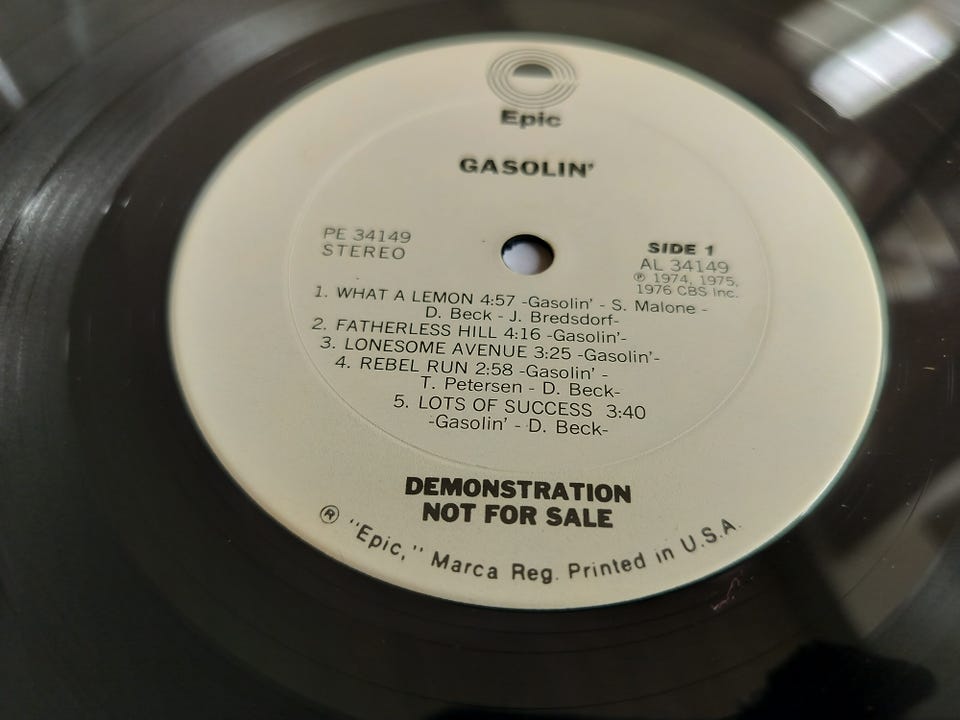 Epic
GASOLIN'
PE 34149
STEREO
SIDE 1
AL 34149
℗ 1974, 1975,
1976 CBS Inc.
1. WHAT A LEMON 4:57 -Gasolin' - S. Malone -
D. Beck - J. Bredsdorf-
2. FATHERLESS HILL 4:16 -Gasolin'-
3. LONESOME AVENUE 3:25 -Gasolin'-
4. REBEL RUN 2:58 -Gasolin' -
T. Petersen - D. Beck-
5. LOTS OF SUCCESS 3:40
-Gasolin' - D. Beck-
DEMONSTRATION
NOT FOR SALE
® "Epic," Marca Reg. Printed in U.S.A.